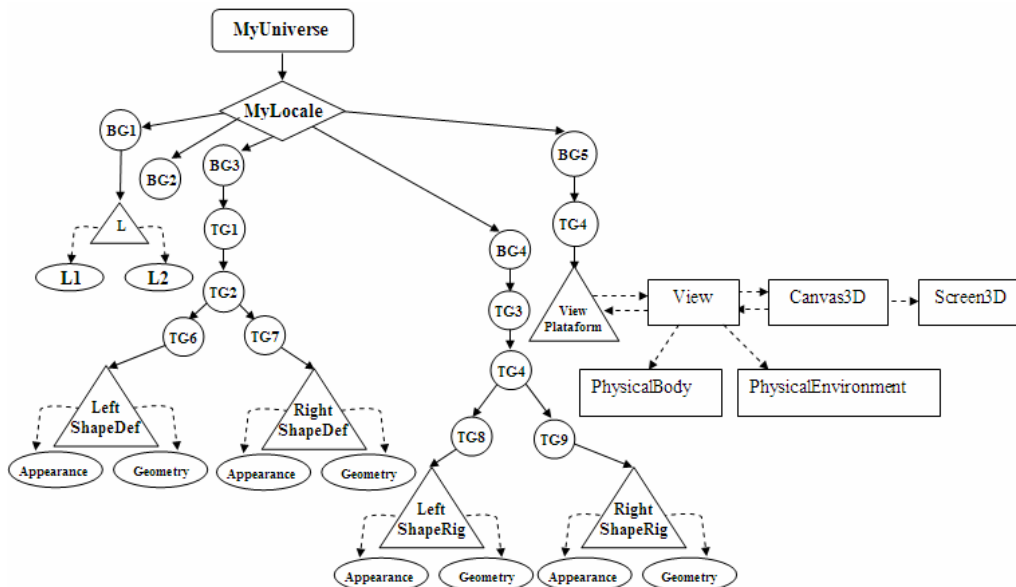 MyUniverse
MyLocale
BG1
BG2
BG3
BG5
L
TG1
TG4
BG4
L1
L2
TG2
TG3
View
Plataform
View
Canvas3D
Screen3D
TG6
TG7
TG4
PhysicalBody
PhysicalEnvironment
Left
ShapeDef
Right
ShapeDef
TG8
TG9
Appearance
Geometry
Appearance
Geometry
Left
ShapeRig
Right
ShapeRig
Appearance
Geometry
Appearance
Geometry